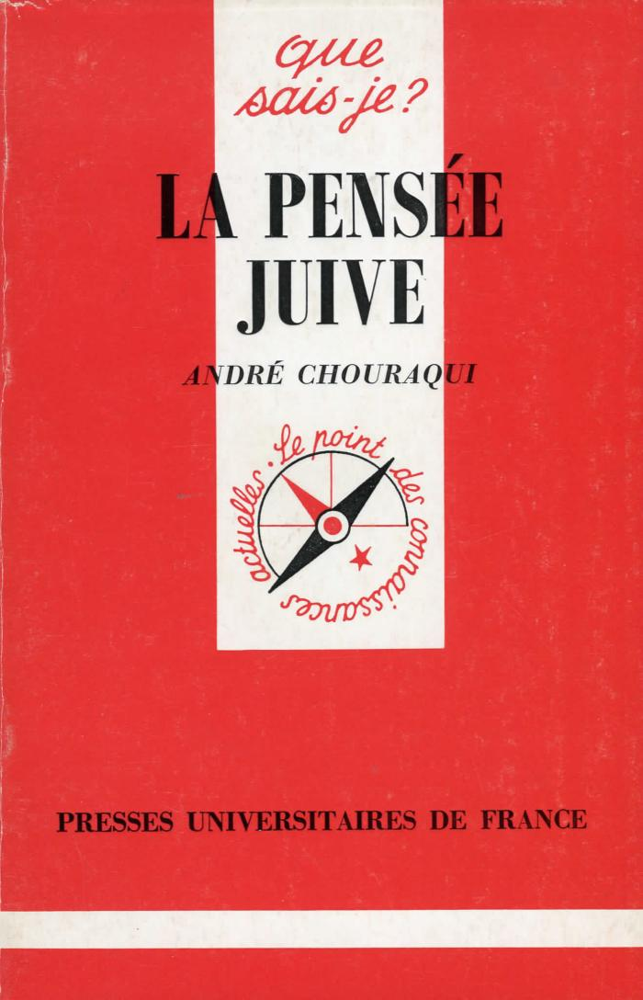 que
sais-je?
LA PENSÉE
JUIVE
ANDRÉ CHOURAQUI
Le point des connaissances actuelles.
PRESSES UNIVERSITAIRES DE FRANCE